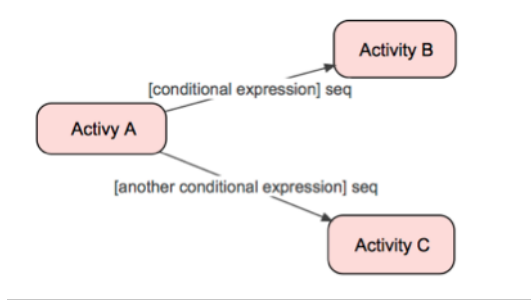 Activity B
[conditional expression] seq
Activy A
[another conditional expression] seq
Activity C